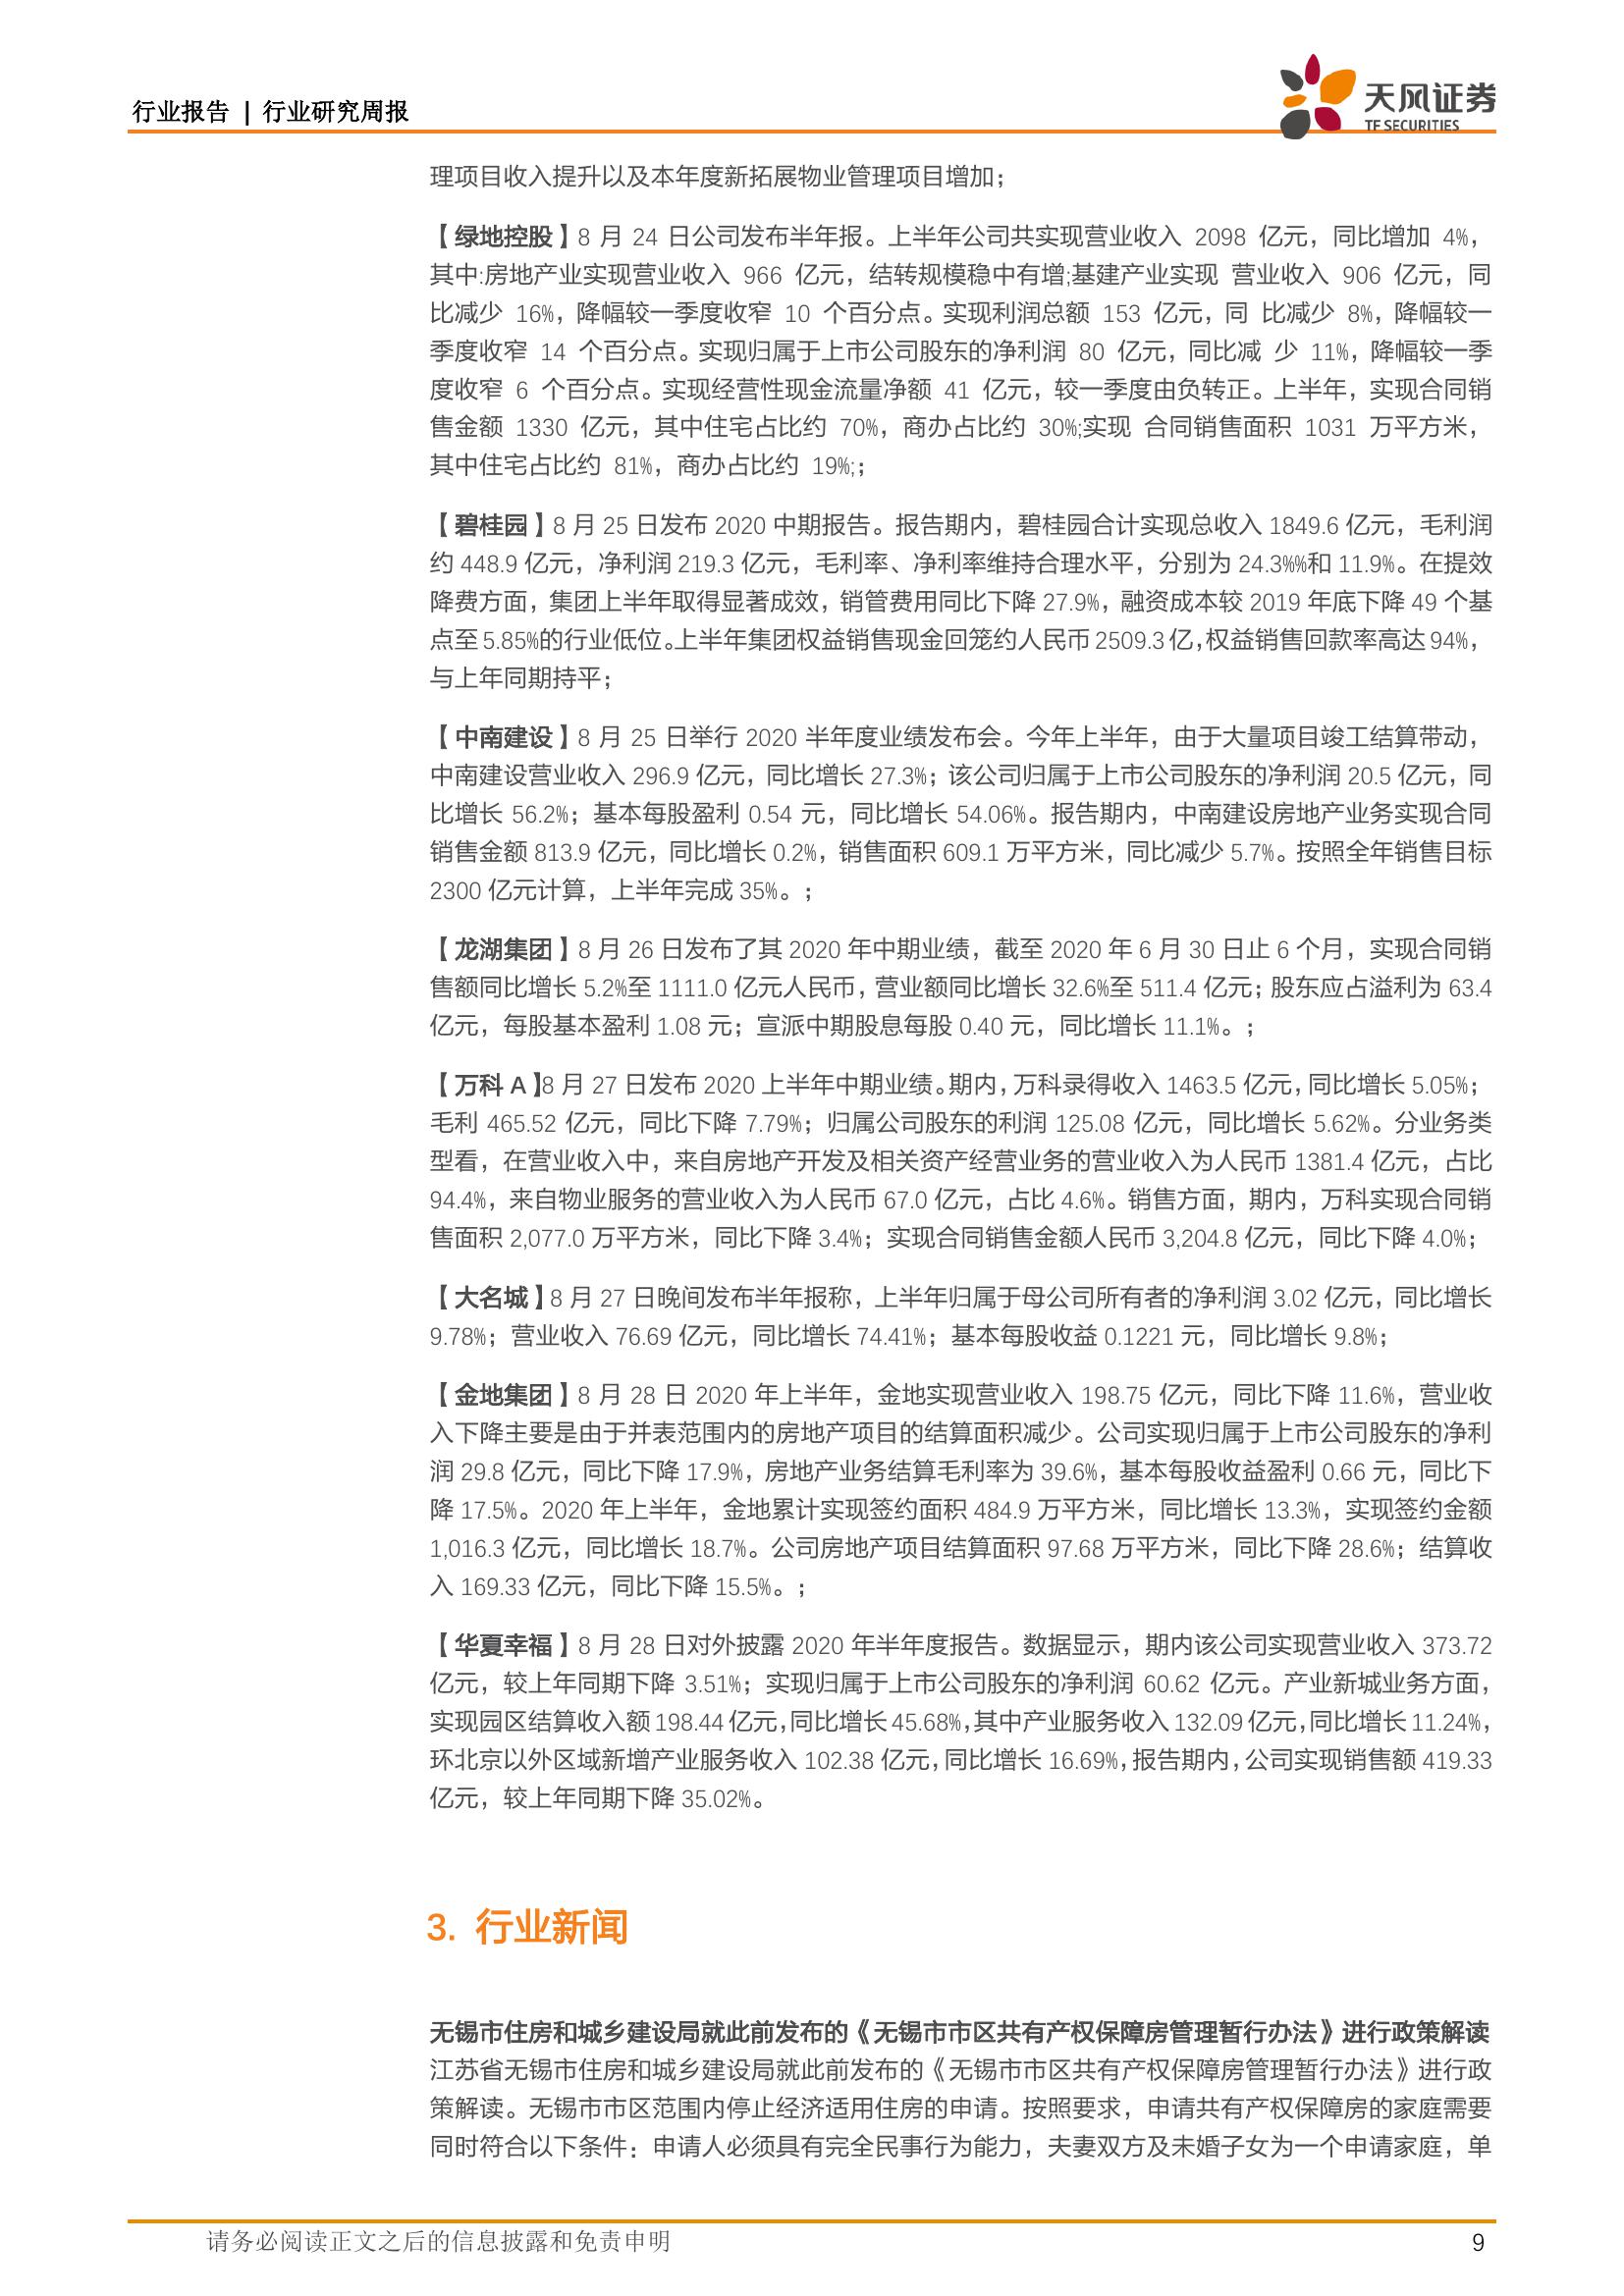 行业报告 | 行业研究周报
天风证券
TF SECURITIES
理项目收入提升以及本年度新拓展物业管理项目增加；
【绿地控股】8 月 24 日公司发布半年报。上半年公司共实现营业收入 2098 亿元，同比增加 4%，
其中:房地产业实现营业收入 966 亿元，结转规模稳中有增;基建产业实现 营业收入 906 亿元，同
比减少 16%，降幅较一季度收窄 10 个百分点。实现利润总额 153 亿元，同 比减少 8%，降幅较一
季度收窄 14 个百分点。实现归属于上市公司股东的净利润 80 亿元，同比减 少 11%，降幅较一季
度收窄 6 个百分点。实现经营性现金流量净额 41 亿元，较一季度由负转正。上半年，实现合同销
售金额 1330 亿元，其中住宅占比约 70%，商办占比约 30%;实现 合同销售面积 1031 万平方米，
其中住宅占比约 81%，商办占比约 19%;；
【碧桂园】8 月 25 日发布 2020 中期报告。报告期内，碧桂园合计实现总收入 1849.6 亿元，毛利润
约 448.9 亿元，净利润 219.3 亿元，毛利率、净利率维持合理水平，分别为 24.3%%和 11.9%。在提效
降费方面，集团上半年取得显著成效，销管费用同比下降 27.9%，融资成本较 2019 年底下降 49 个基
点至 5.85%的行业低位。上半年集团权益销售现金回笼约人民币 2509.3 亿，权益销售回款率高达 94%，
与上年同期持平；
【中南建设】8 月 25 日举行 2020 半年度业绩发布会。今年上半年，由于大量项目竣工结算带动，
中南建设营业收入 296.9 亿元，同比增长 27.3%；该公司归属于上市公司股东的净利润 20.5 亿元，同
比增长 56.2%；基本每股盈利 0.54 元，同比增长 54.06%。报告期内，中南建设房地产业务实现合同
销售金额 813.9 亿元，同比增长 0.2%，销售面积 609.1 万平方米，同比减少 5.7%。按照全年销售目标
2300 亿元计算，上半年完成 35%。；
【龙湖集团】8 月 26 日发布了其 2020 年中期业绩，截至 2020 年 6 月 30 日止 6 个月，实现合同销
售额同比增长 5.2%至 1111.0 亿元人民币，营业额同比增长 32.6%至 511.4 亿元；股东应占溢利为 63.4
亿元，每股基本盈利 1.08 元；宣派中期股息每股 0.40 元，同比增长 11.1%。；
【万科 A】8 月 27 日发布 2020 上半年中期业绩。期内，万科录得收入 1463.5 亿元，同比增长 5.05%；
毛利 465.52 亿元，同比下降 7.79%；归属公司股东的利润 125.08 亿元，同比增长 5.62%。分业务类
型看，在营业收入中，来自房地产开发及相关资产经营业务的营业收入为人民币 1381.4 亿元，占比
94.4%，来自物业服务的营业收入为人民币 67.0 亿元，占比 4.6%。销售方面，期内，万科实现合同销
售面积 2,077.0 万平方米，同比下降 3.4%；实现合同销售金额人民币 3,204.8 亿元，同比下降 4.0%；
【大名城】8 月 27 日晚间发布半年报称，上半年归属于母公司所有者的净利润 3.02 亿元，同比增长
9.78%；营业收入 76.69 亿元，同比增长 74.41%；基本每股收益 0.1221 元，同比增长 9.8%；
【金地集团】8 月 28 日 2020 年上半年，金地实现营业收入 198.75 亿元，同比下降 11.6%，营业收
入下降主要是由于并表范围内的房地产项目的结算面积减少。公司实现归属于上市公司股东的净利
润 29.8 亿元，同比下降 17.9%，房地产业务结算毛利率为 39.6%，基本每股收益盈利 0.66 元，同比下
降 17.5%。2020 年上半年，金地累计实现签约面积 484.9 万平方米，同比增长 13.3%，实现签约金额
1,016.3 亿元，同比增长 18.7%。公司房地产项目结算面积 97.68 万平方米，同比下降 28.6%；结算收
入 169.33 亿元，同比下降 15.5%。；
【华夏幸福】8 月 28 日对外披露 2020 年半年度报告。数据显示，期内该公司实现营业收入 373.72
亿元，较上年同期下降 3.51%；实现归属于上市公司股东的净利润 60.62 亿元。产业新城业务方面，
实现园区结算收入额 198.44 亿元，同比增长 45.68%，其中产业服务收入 132.09 亿元，同比增长 11.24%，
环北京以外区域新增产业服务收入 102.38 亿元，同比增长 16.69%，报告期内，公司实现销售额 419.33
亿元，较上年同期下降 35.02%。
3. 行业新闻
无锡市住房和城乡建设局就此前发布的《无锡市市区共有产权保障房管理暂行办法》进行政策解读
江苏省无锡市住房和城乡建设局就此前发布的《无锡市市区共有产权保障房管理暂行办法》进行政
策解读。无锡市市区范围内停止经济适用住房的申请。按照要求，申请共有产权保障房的家庭需要
同时符合以下条件：申请人必须具有完全民事行为能力，夫妻双方及未婚子女为一个申请家庭，单
请务必阅读正文之后的信息披露和免责申明
9